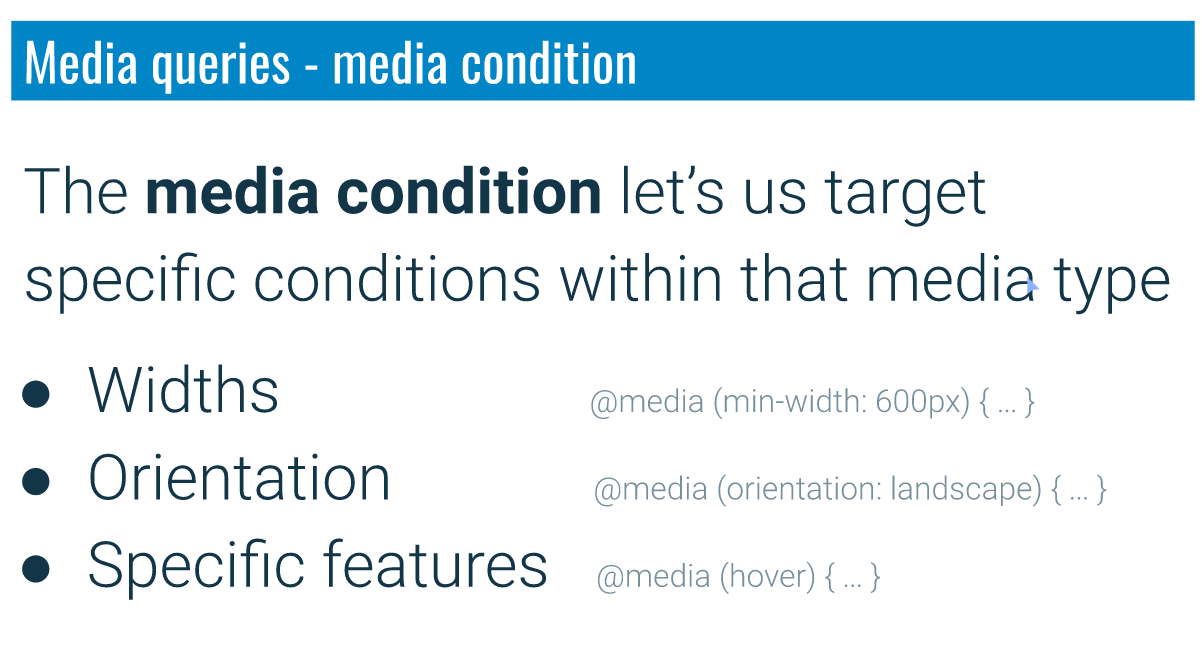 Media queries - media condition
The media condition let’s us target
specific conditions within that media type
● Widths @media (min-width: 600px) { ... }
● Orientation @media (orientation: landscape) { ... }
● Specific features @media (hover) { ... }